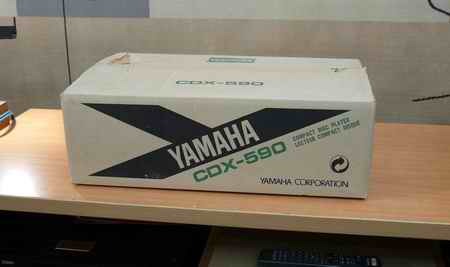 CDX-590
YAMAHA
CDX-590
COMPACT DISC PLAYER
LECTEUR COMPACT DISQUE
YAMAHA CORPORATION